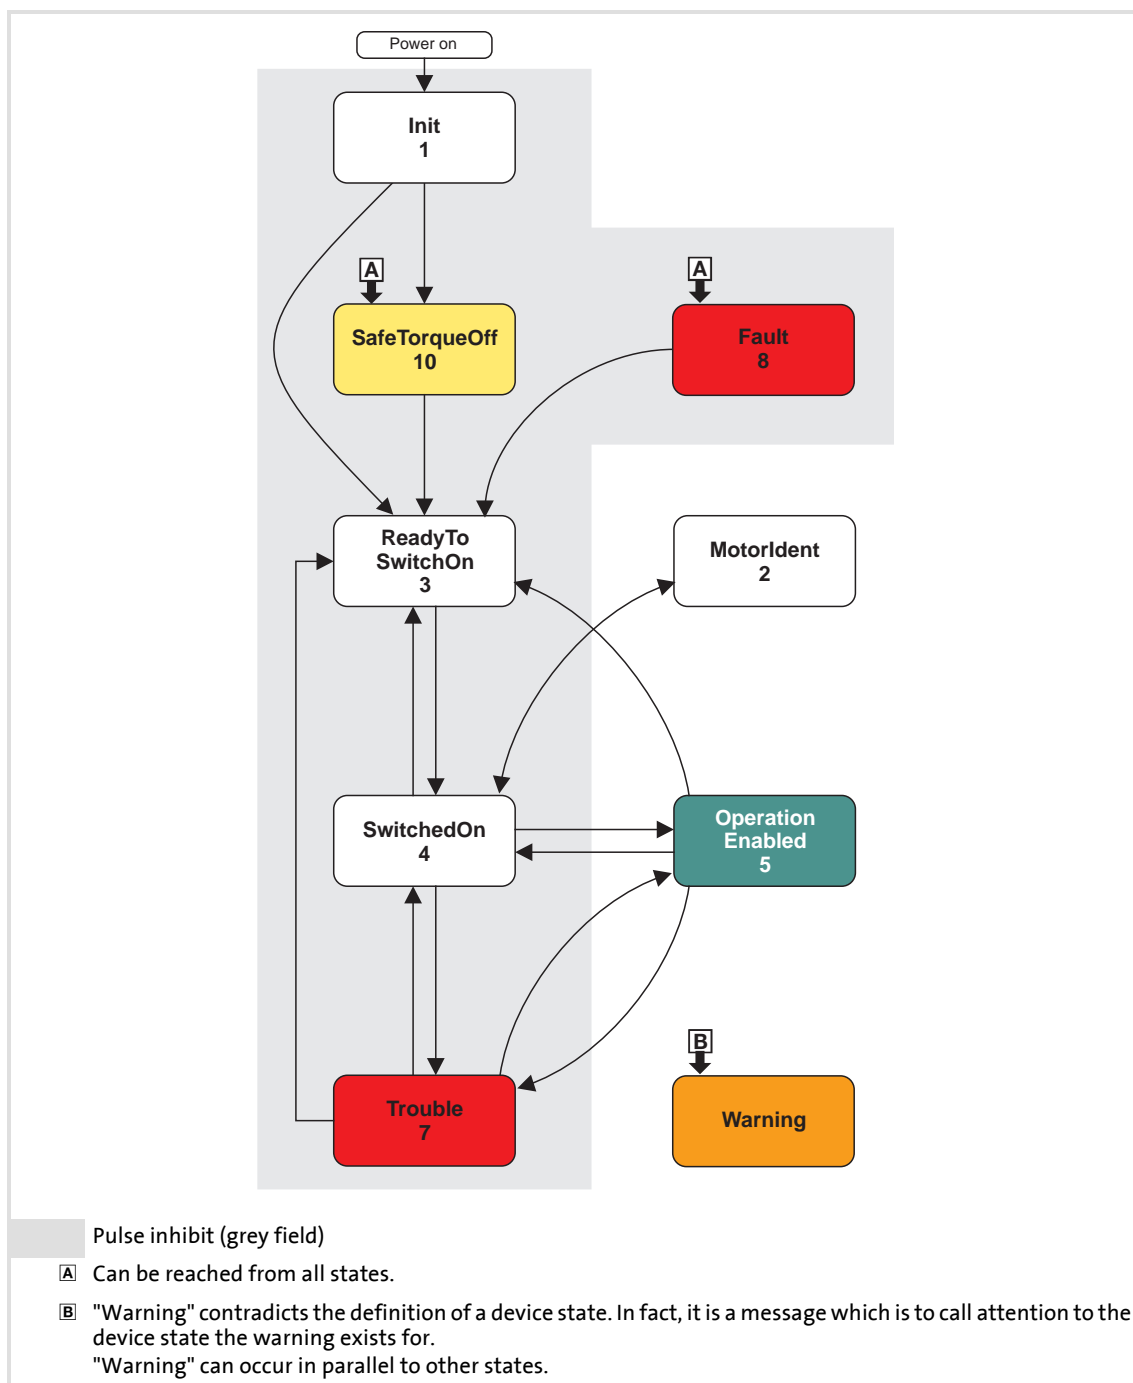 Power on
Init
1
A
A
SafeTorqueOff
10
Fault
8
ReadyTo
SwitchOn
3
MotorIdent
2
SwitchedOn
4
Operation
Enabled
5
B
Trouble
7
Warning
Pulse inhibit (grey field)
A Can be reached from all states.
B "Warning" contradicts the definition of a device state. In fact, it is a message which is to call attention to the
device state the warning exists for.
"Warning" can occur in parallel to other states.